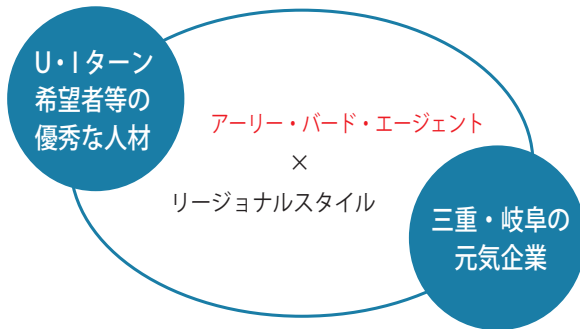 U・Iターン
希望者等の
優秀な人材
アーリー・バード・エージェント
×
リージョナルスタイル
三重・岐阜の
元気企業